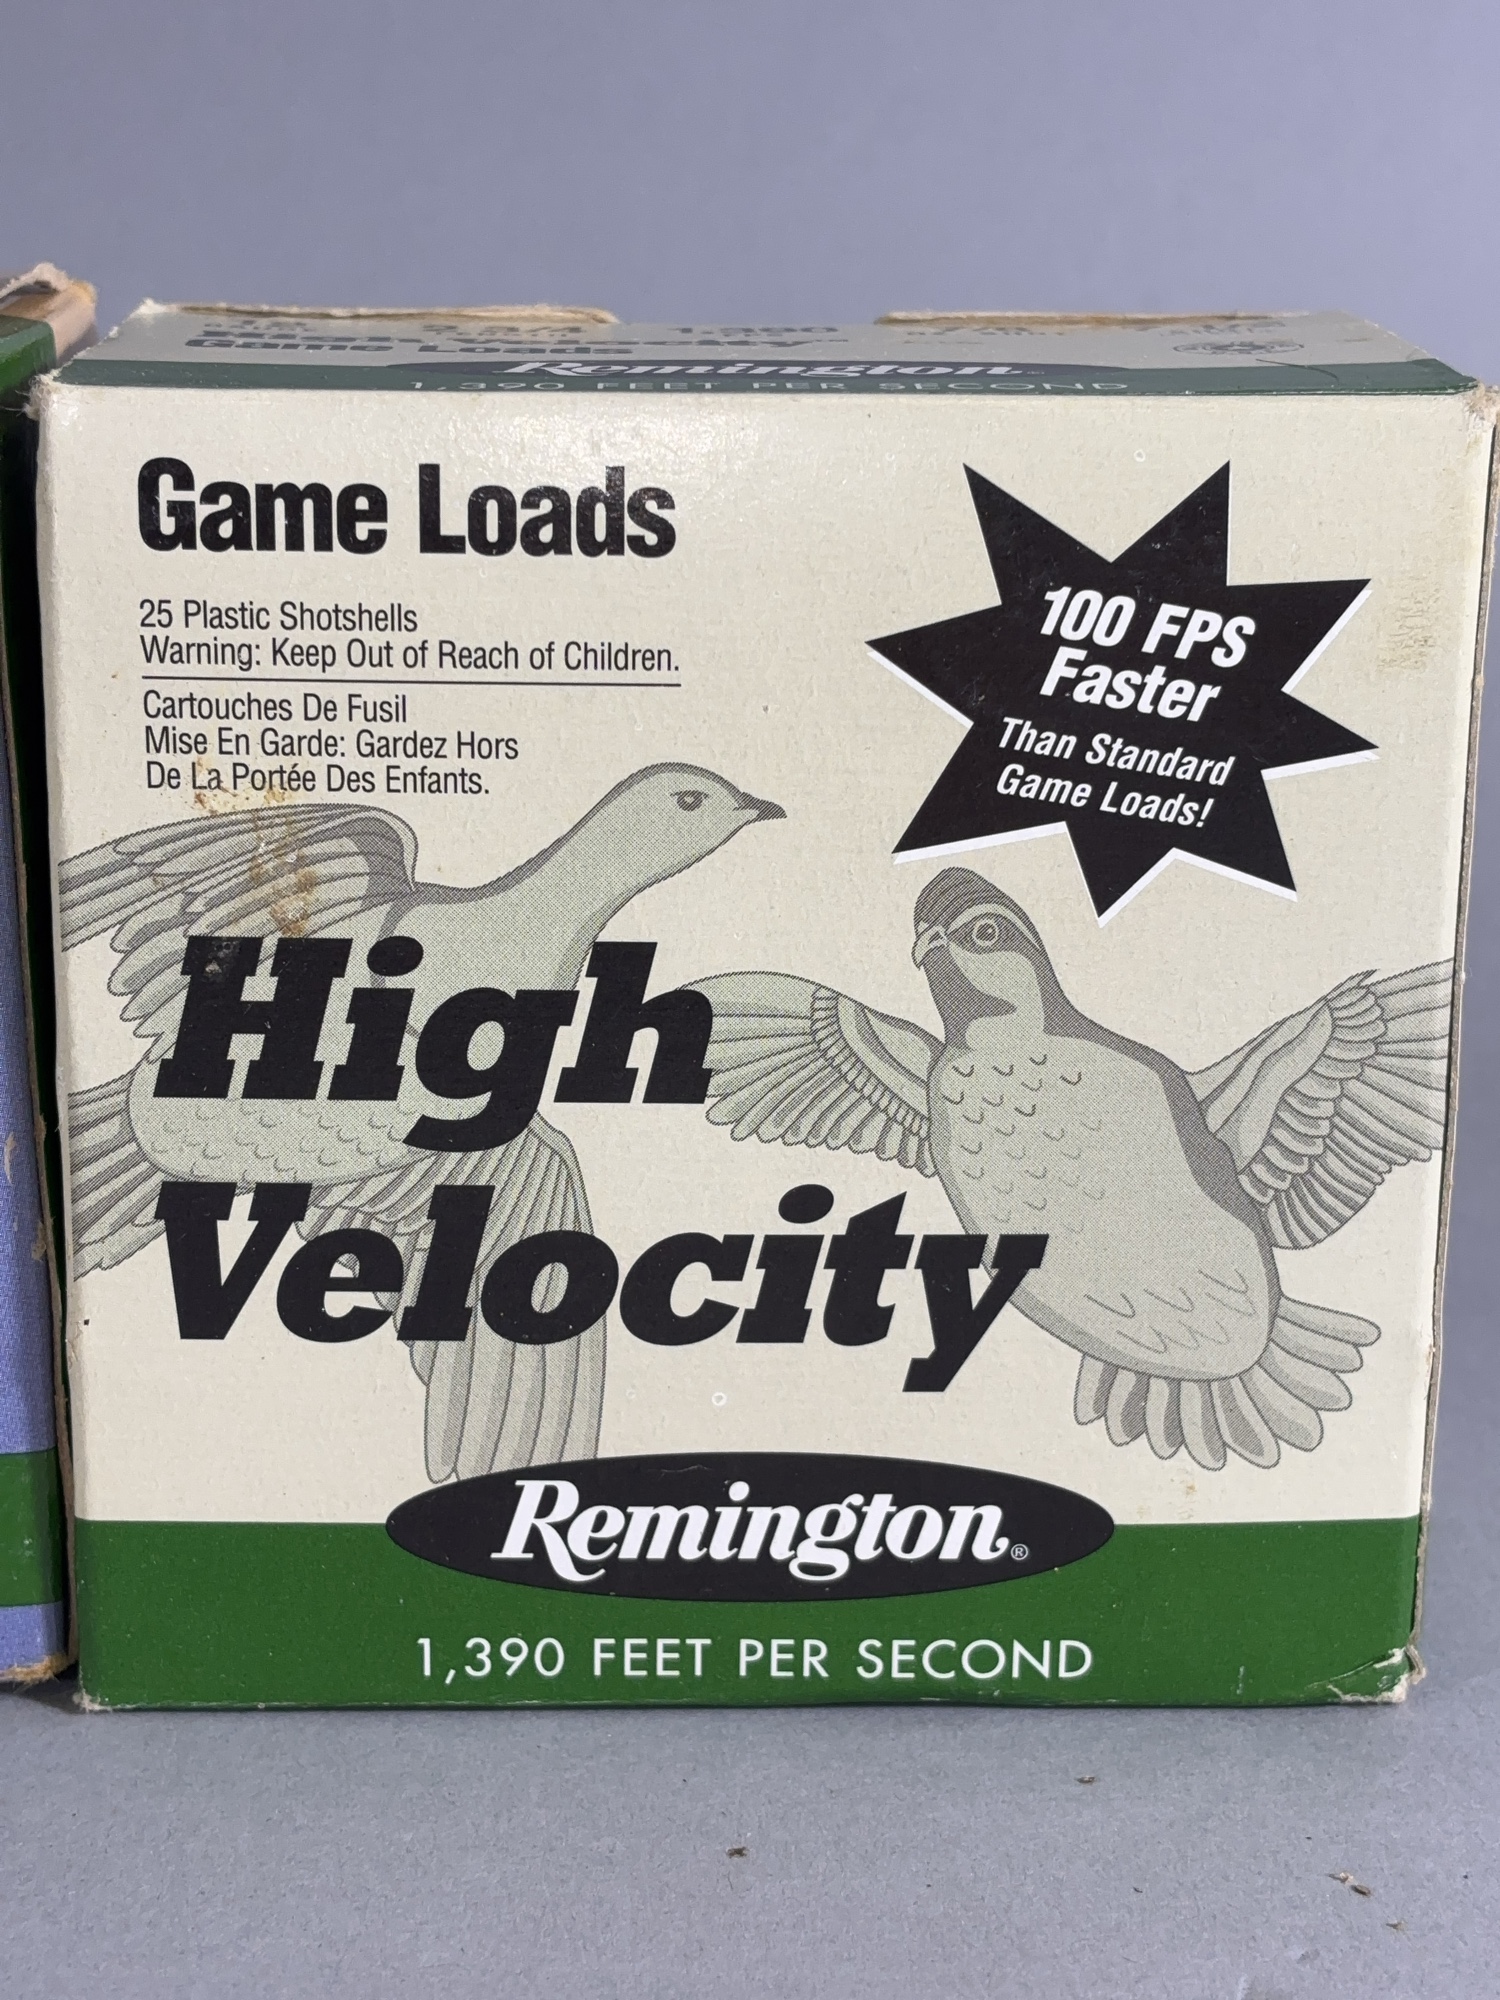 Game Loads
Remington
1,390 FEET PER SECOND
Game Loads
25 Plastic Shotshells
Warning: Keep Out of Reach of Children.
Cartouches De Fusil
Mise En Garde: Gardez Hors
De La Portée Des Enfants.
100 FPS
Faster
Than Standard
Game Loads!
High
Velocity
Remington®
1,390 FEET PER SECOND